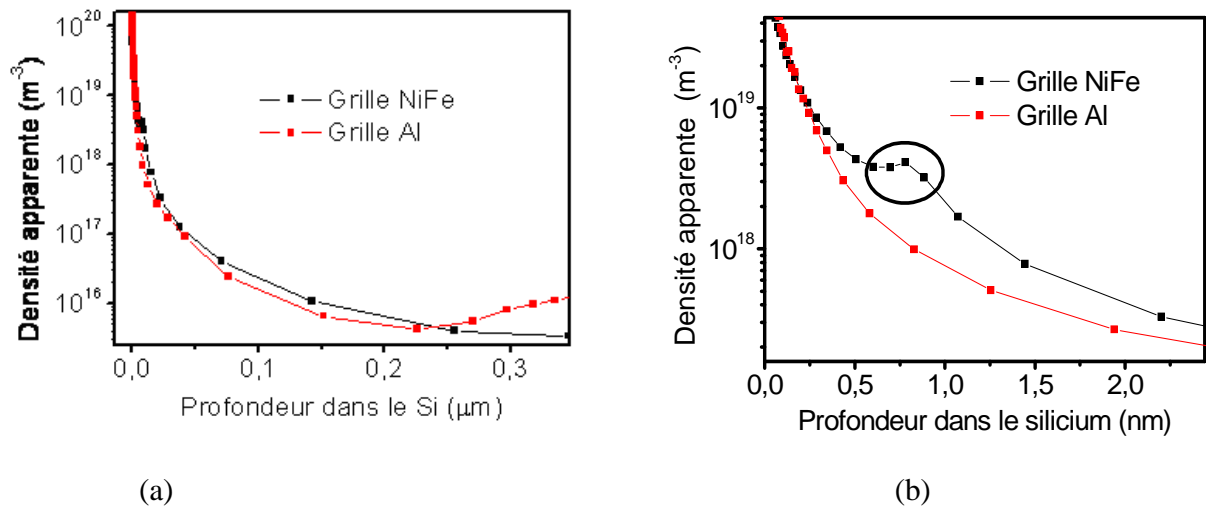 Densité apparente (m⁻³)
10²⁰
10¹⁹
10¹⁸
10¹⁷
10¹⁶
Grille NiFe
Grille Al
0,0 0,1 0,2 0,3
Profondeur dans le Si (μm)
(a)
Densité apparente (m⁻³)
10¹⁹
10¹⁸
Grille NiFe
Grille Al
0,0 0,5 1,0 1,5 2,0
Profondeur dans le silicium (nm)
(b)